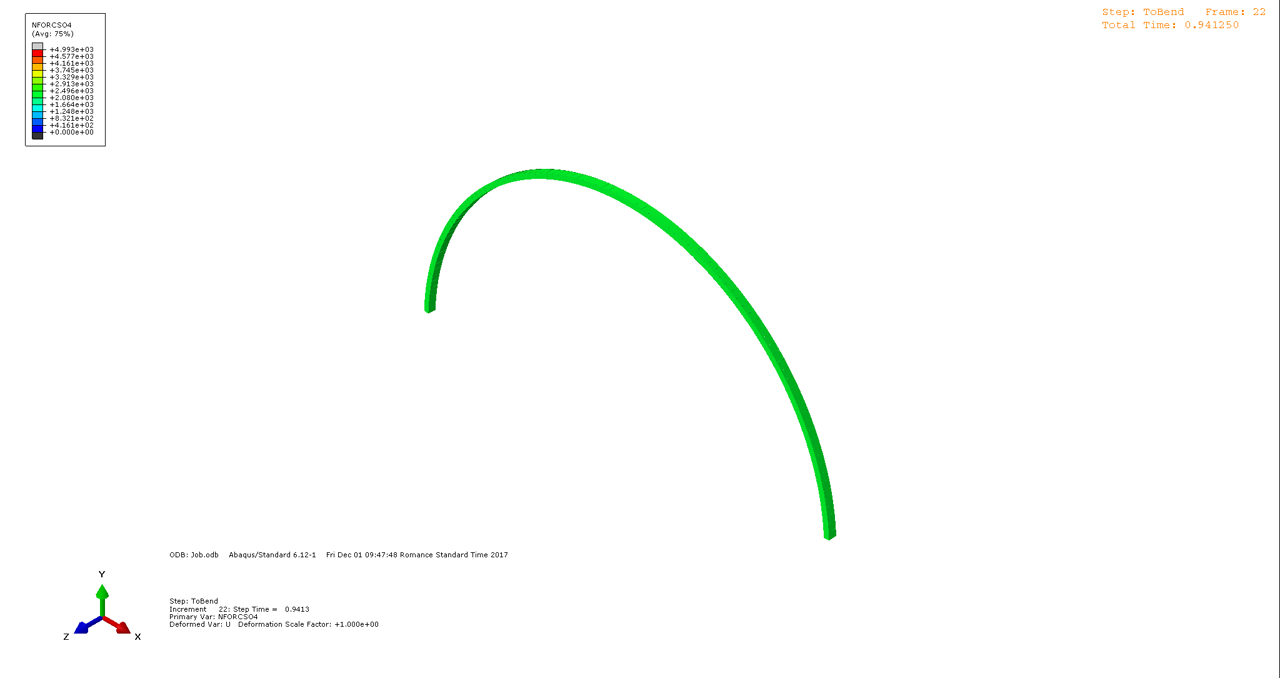 NFORCSO4
(Avg: 75%)
+4.993e+03
+4.577e+03
+4.161e+03
+3.745e+03
+3.329e+03
+2.913e+03
+2.496e+03
+2.080e+03
+1.664e+03
+1.248e+03
+8.321e+02
+4.161e+02
+0.000e+00
Step: ToBend Frame: 22
Total Time: 0.941250
ODB: Job.odb Abaqus/Standard 6.12-1 Fri Dec 01 09:47:48 Romance Standard Time 2017
Y
Z
X
Step: ToBend
Increment 22: Step Time = 0.9413
Primary Var: NFORCSO4
Deformed Var: U Deformation Scale Factor: +1.000e+00